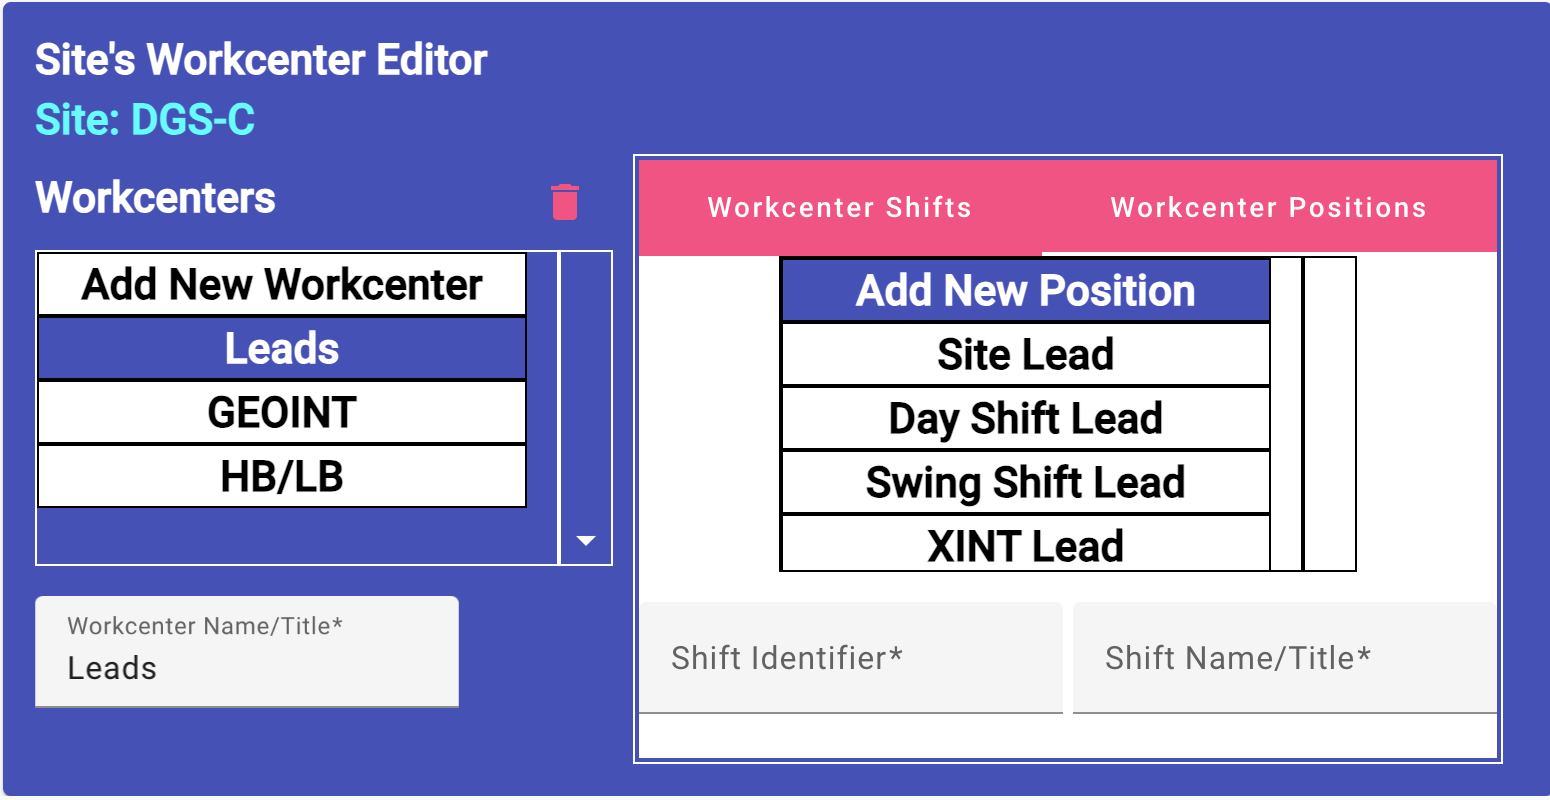 Site's Workcenter Editor
Site: DGS-C
Workcenters
Add New Workcenter
Leads
GEOINT
HB/LB
Workcenter Name/Title*
Leads
Workcenter Shifts
Workcenter Positions
Add New Position
Site Lead
Day Shift Lead
Swing Shift Lead
XINT Lead
Shift Identifier*
Shift Name/Title*